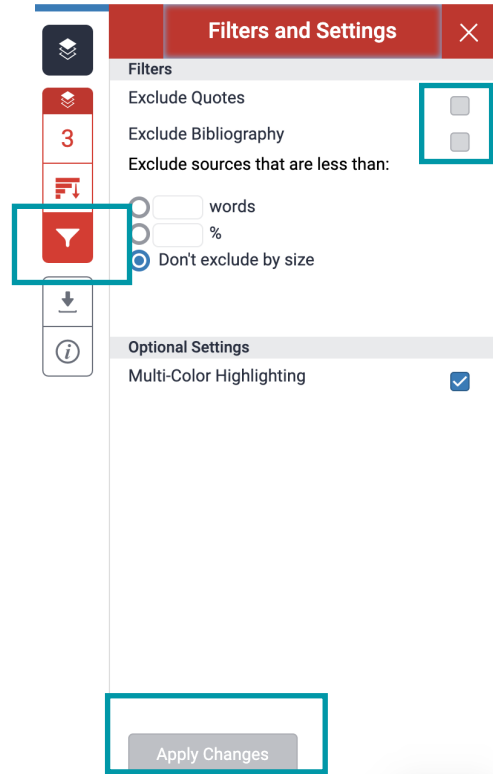 Filters and Settings
Filters
Exclude Quotes
3
Exclude Bibliography
Exclude sources that are less than:
words
%
Don't exclude by size
i
Optional Settings
Multi-Color Highlighting
Apply Changes